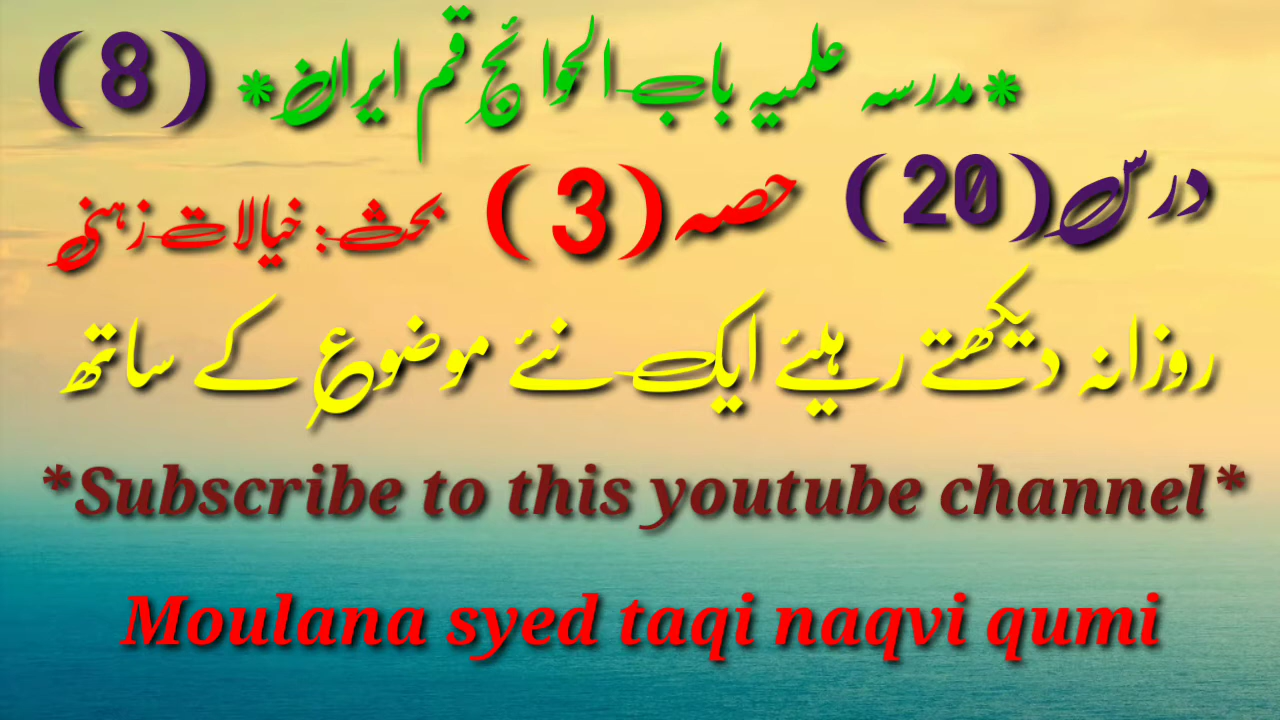 *مدرسہ علمیہ باب الحوائج قم ایران* (8)
درس(20) حصہ(3) بحث: خیالات زہنی
روزانہ دیکھتے رہیئے ایک نئے موضوع کے ساتھ
*Subscribe to this youtube channel*
Moulana syed taqi naqvi qumi